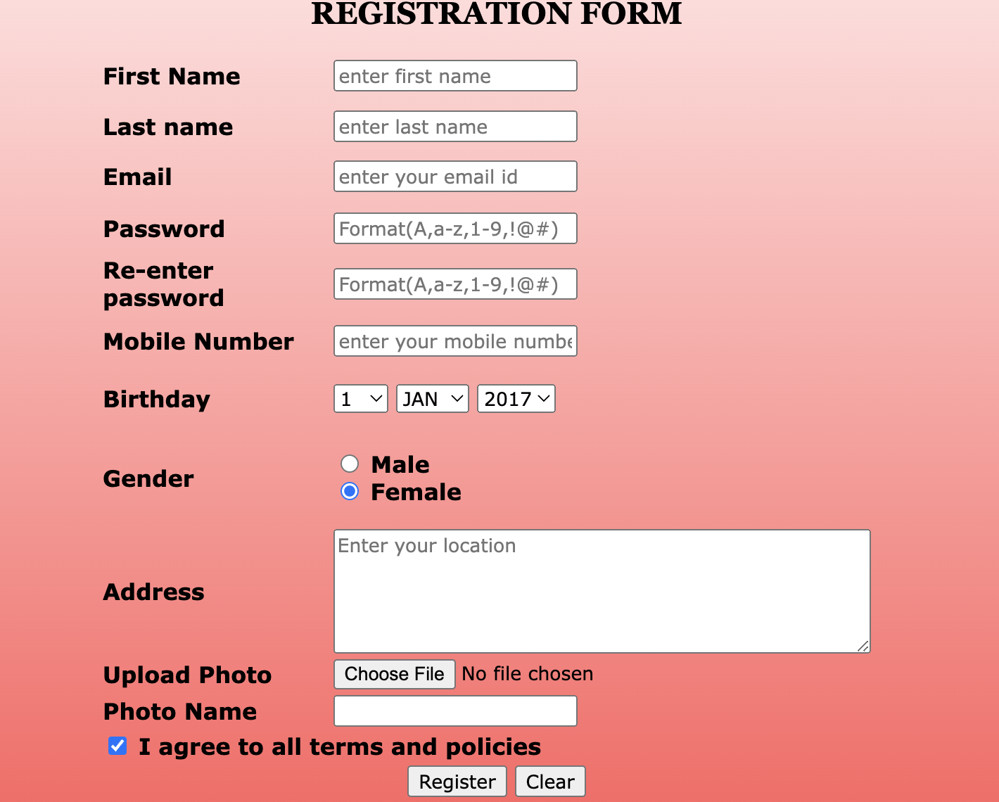 REGISTRATION FORM
First Name enter first name
Last name enter last name
Email enter your email id
Password Format(A,a-z,1-9,!@#)
Re-enter
password Format(A,a-z,1-9,!@#)
Mobile Number enter your mobile numbe
Birthday 1 JAN 2017
Gender
Male
Female
Address Enter your location
Upload Photo Choose File No file chosen
Photo Name
I agree to all terms and policies
Register Clear